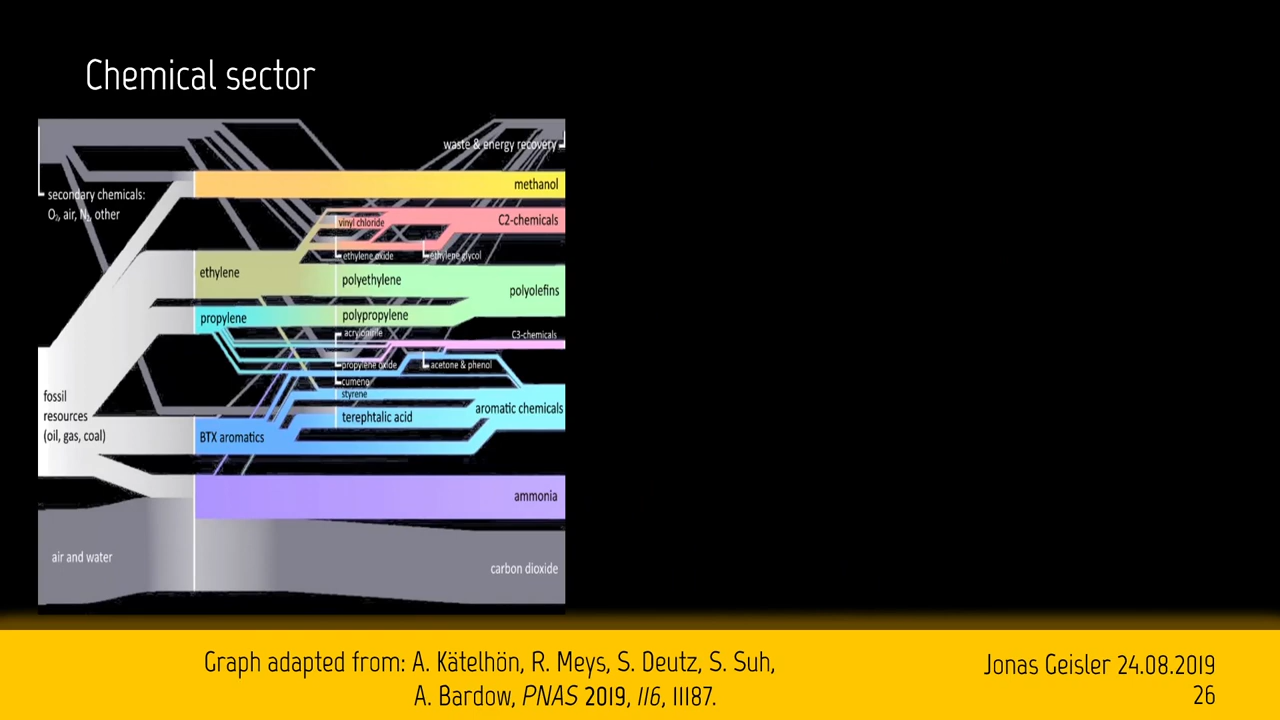 Chemical sector
waste & energy recovery
secondary chemicals:
O₂, air, N₂, other
methanol
C2-chemicals
vinyl chloride
ethylene oxide
ethylene glycol
ethylene
polyethylene
polyolefins
propylene
polypropylene
acrylonitrile
C3-chemicals
propylene oxide
acetone & phenol
cumene
styrene
fossil
resources
(oil, gas, coal)
aromatic chemicals
terephtalic acid
BTX aromatics
ammonia
air and water
carbon dioxide
Graph adapted from: A. Kätelhön, R. Meys, S. Deutz, S. Suh,
A. Bardow, PNAS 2019, 116, 11187.
Jonas Geisler 24.08.2019
26